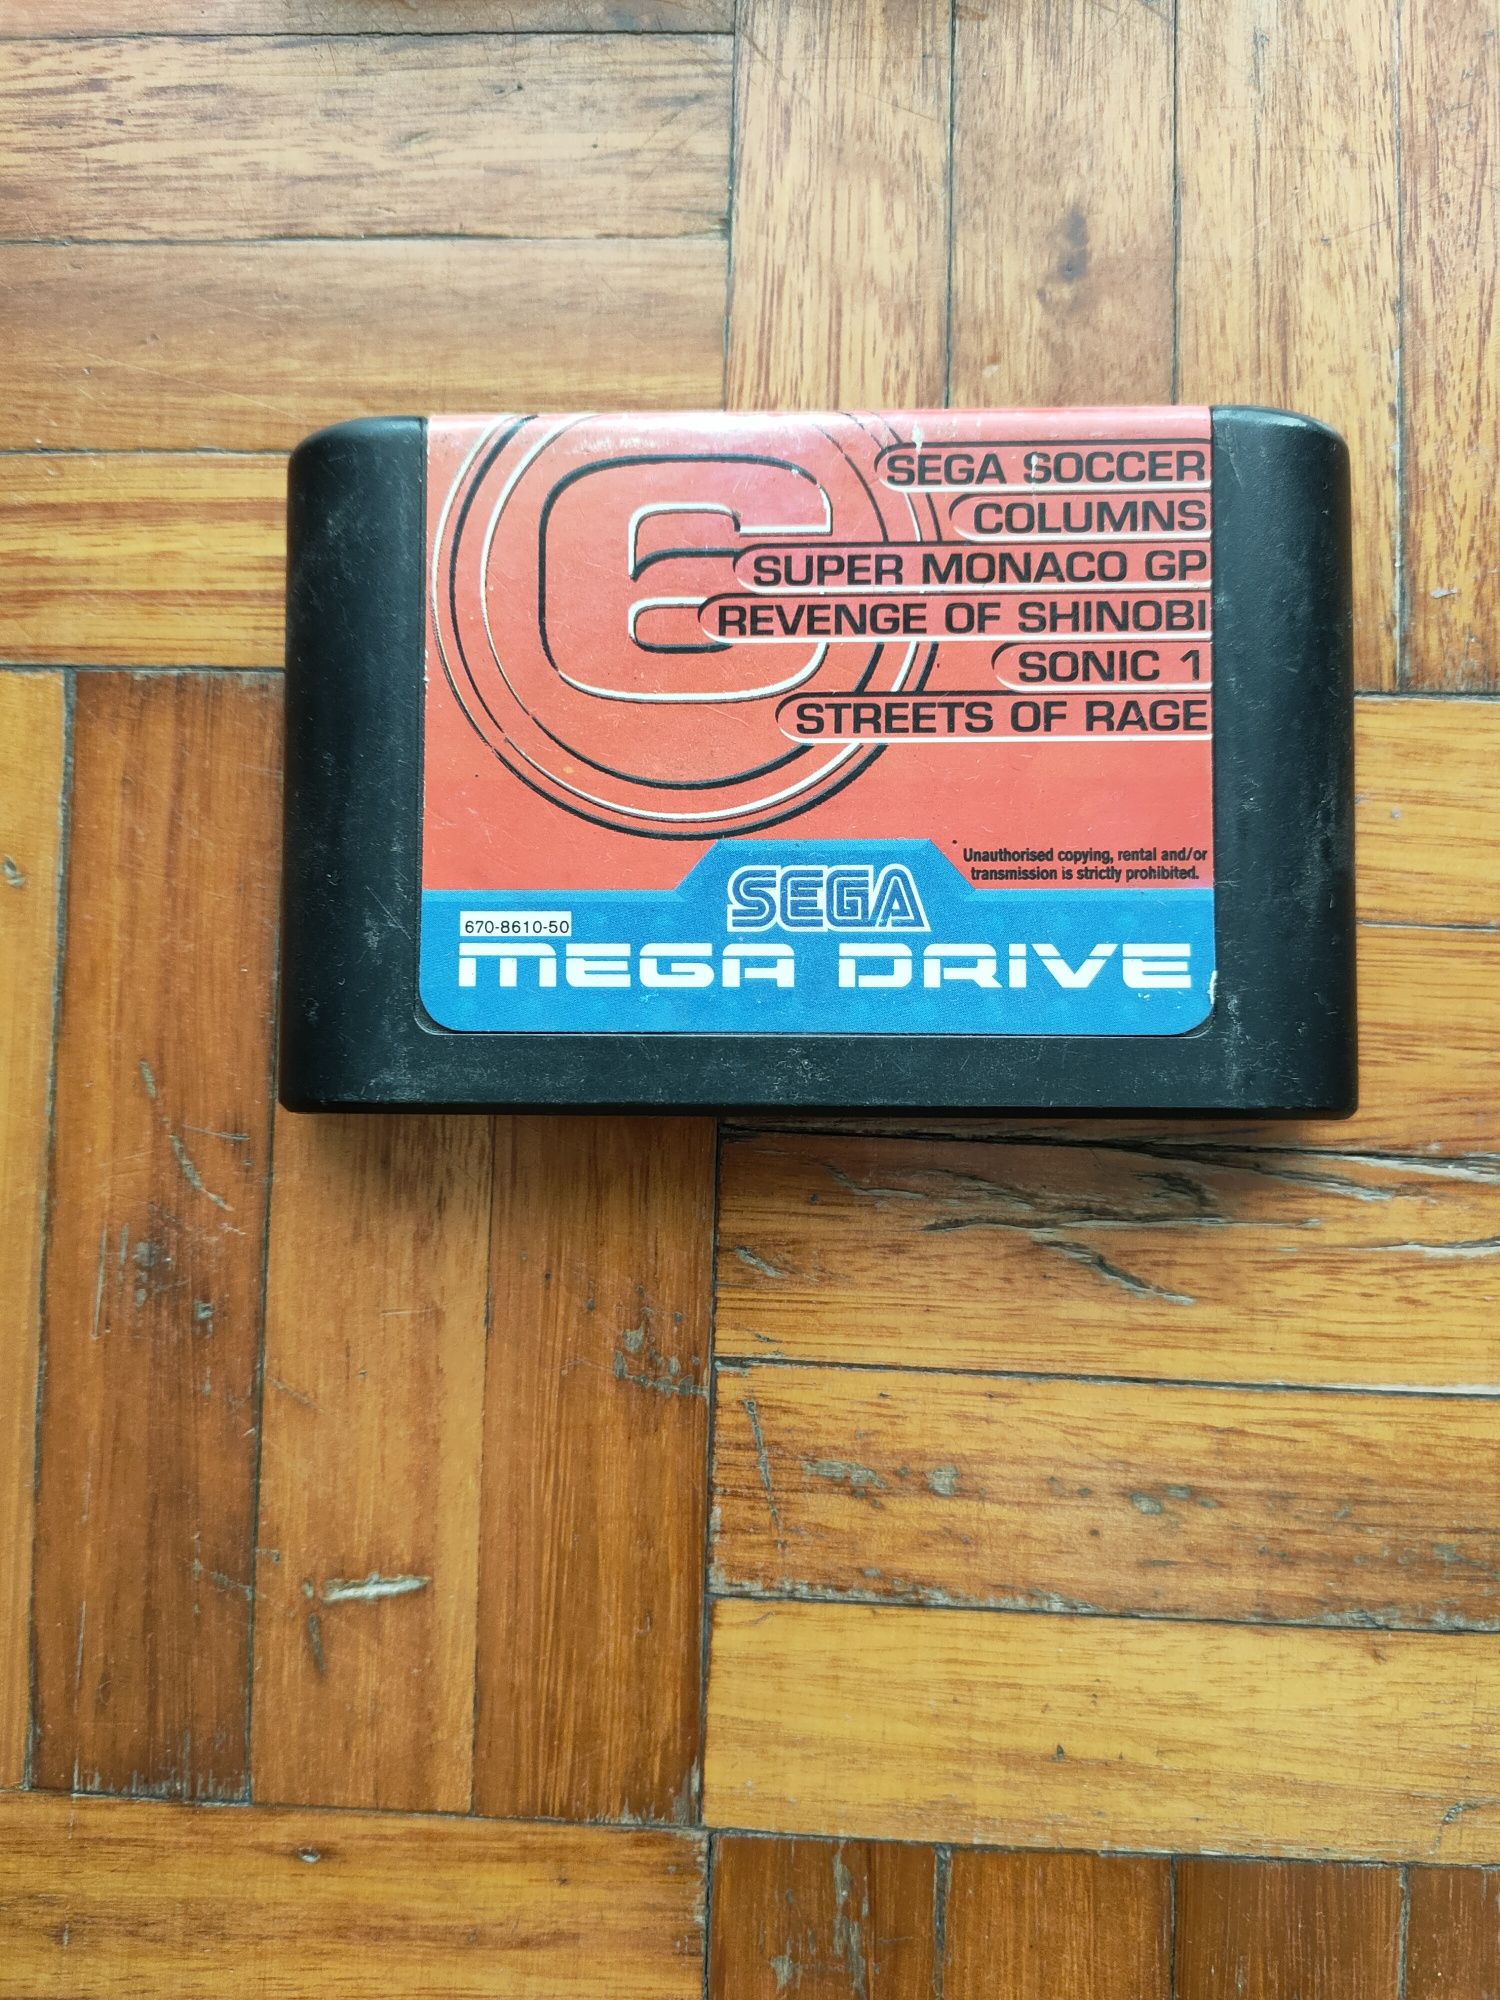 6
SEGA SOCCER
COLUMNS
SUPER MONACO GP
REVENGE OF SHINOBI
SONIC 1
STREETS OF RAGE
Unauthorised copying, rental and/or
transmission is strictly prohibited.
SEGA
670-8610-50
MEGA DRIVE